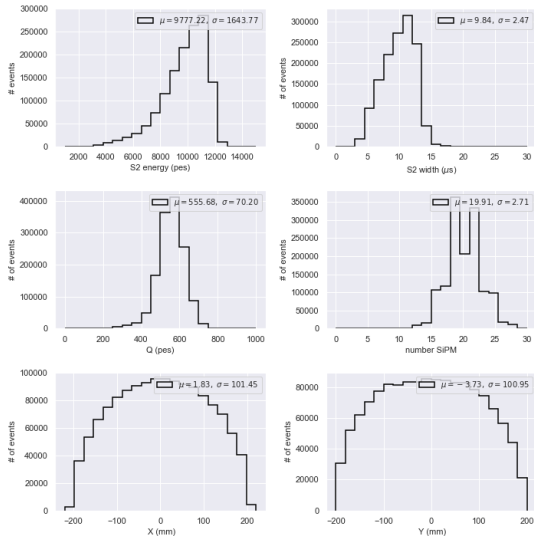 300000
250000
200000
150000
100000
50000
0
# events
μ=9777.22, σ=1643.77
2000 4000 6000 8000 10000 12000 14000
S2 energy (pes)
300000
250000
200000
150000
100000
50000
0
# of events
μ=9.84, σ=2.47
0 5 10 15 20 25 30
S2 width (μs)
400000
300000
200000
100000
0
# of events
μ=555.68, σ=70.20
0 200 400 600 800 1000
Q (pes)
350000
300000
250000
200000
150000
100000
50000
0
# of events
μ=19.91, σ=2.71
0 5 10 15 20 25 30
number SiPM
100000
80000
60000
40000
20000
0
# of events
μ=1.83, σ=101.45
−200 −100 0 100 200
X (mm)
80000
60000
40000
20000
0
# of events
μ=−3.73, σ=100.95
−200 −100 0 100 200
Y (mm)